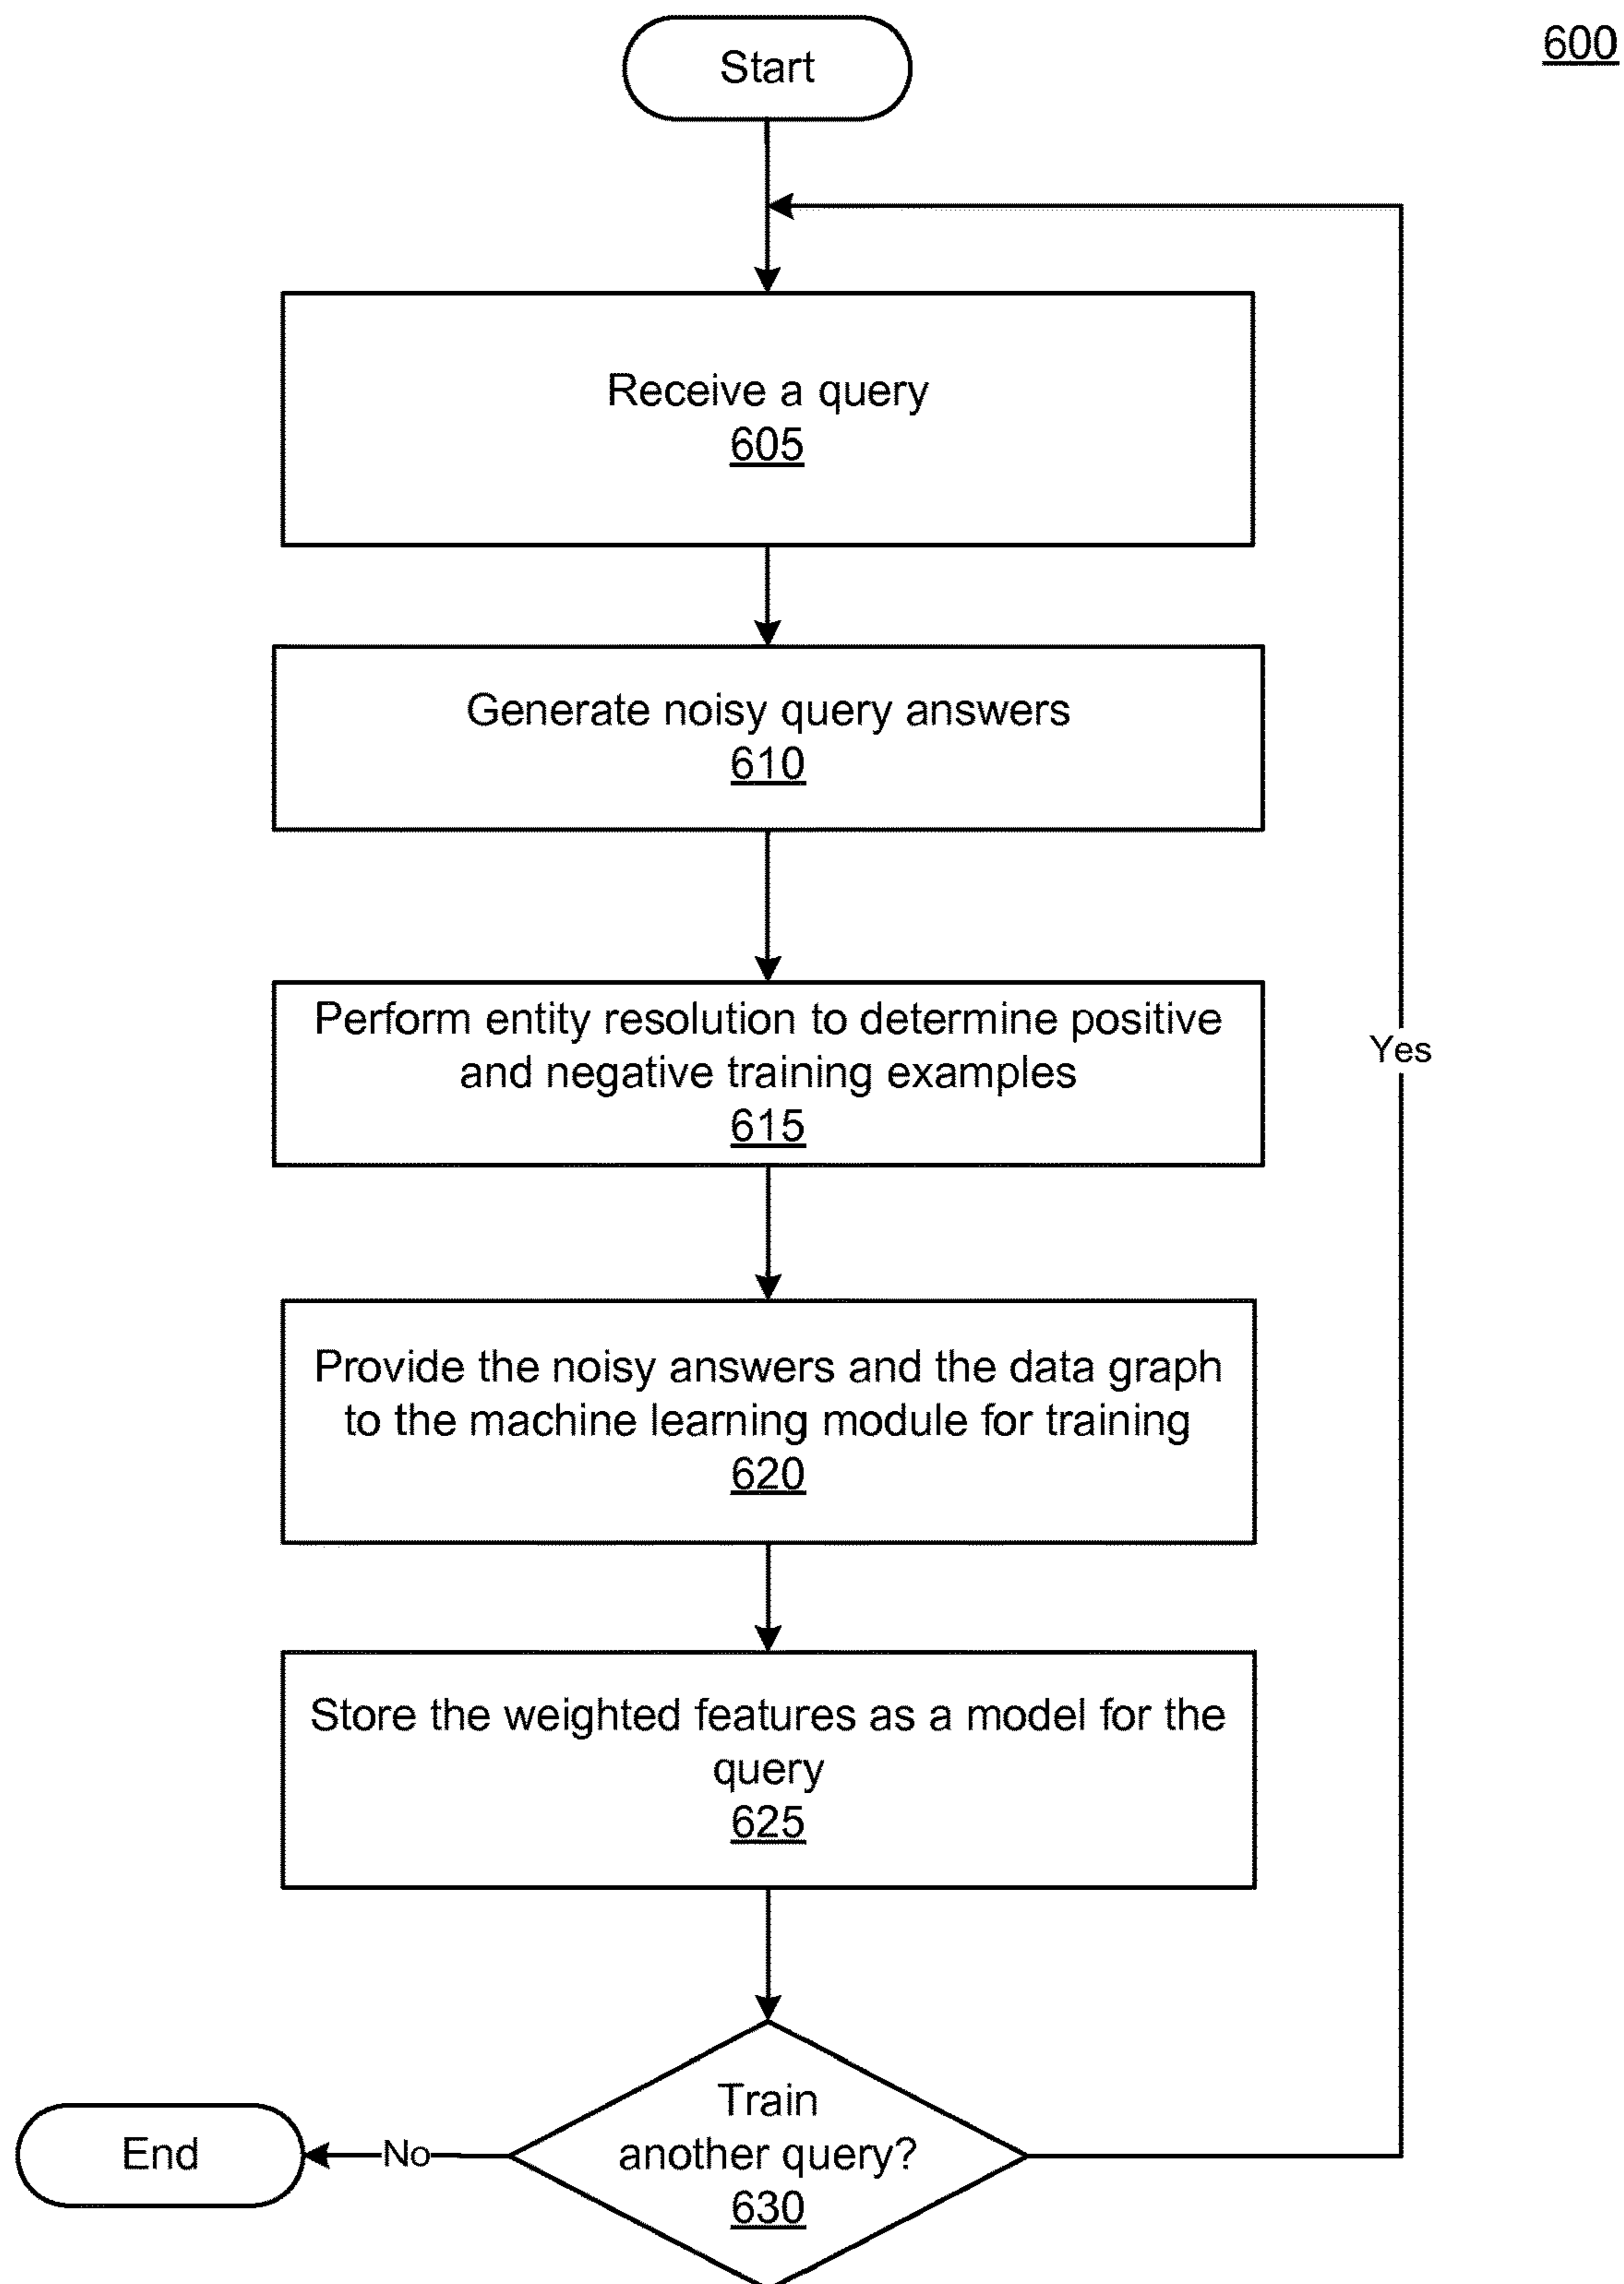 600
Start
Receive a query
605
Generate noisy query answers
610
Perform entity resolution to determine positive
and negative training examples
615
Yes
Provide the noisy answers and the data graph
to the machine learning module for training
620
Store the weighted features as a model for the
query
625
Train
another query?
630
No
End